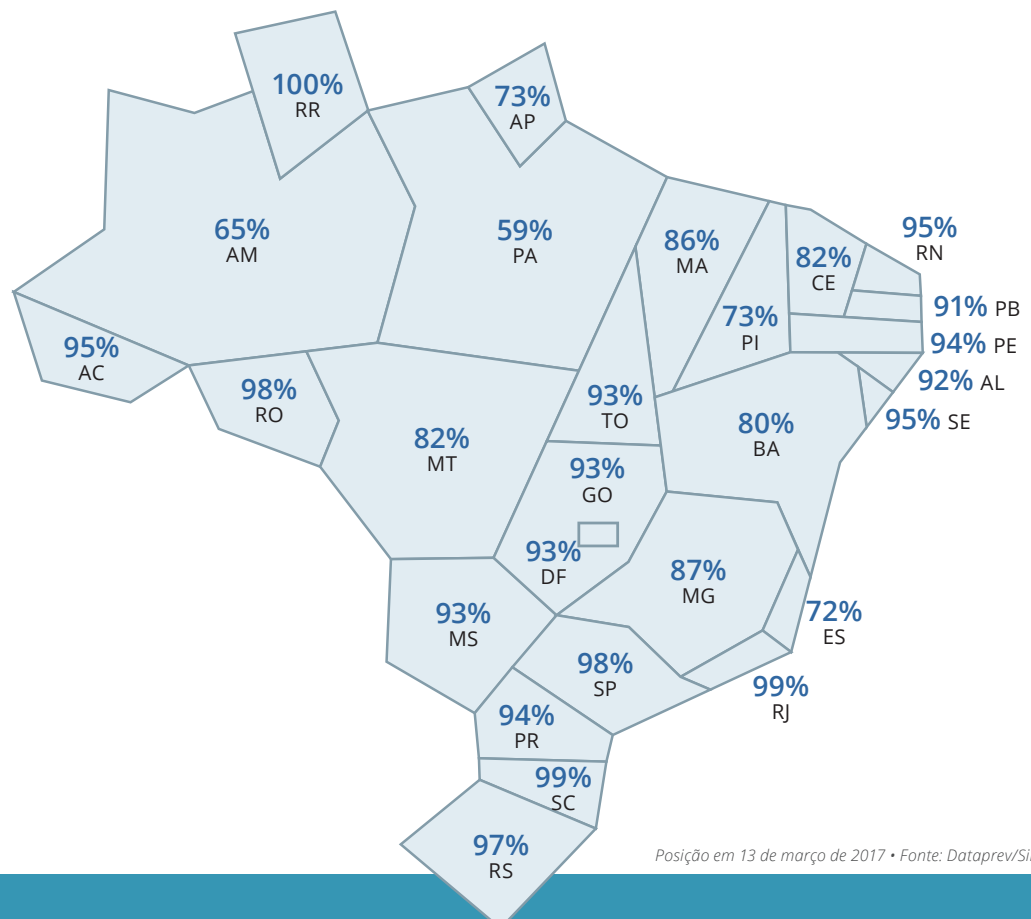 100%
RR
73%
AP
65%
AM
59%
PA
86%
MA
82%
CE
95%
RN
73%
PI
91% PB
94% PE
92% AL
95% SE
95%
AC
98%
RO
93%
TO
80%
BA
82%
MT
93%
GO
93%
DF
87%
MG
93%
MS
72%
ES
98%
SP
99%
RJ
94%
PR
99%
SC
97%
RS
Posição em 13 de março de 2017 • Fonte: Dataprev/